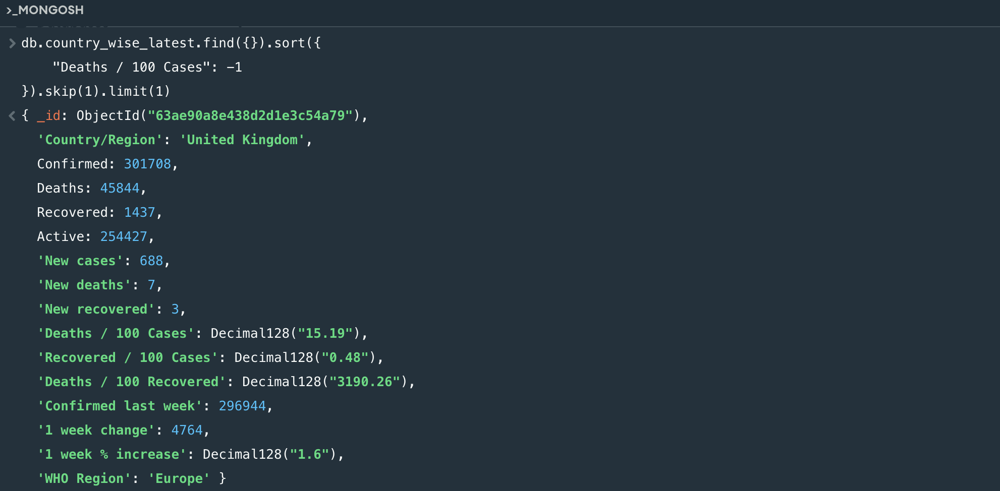 >_MONGOSH
db.country_wise_latest.find({}).sort({
"Deaths / 100 Cases": -1
}).skip(1).limit(1)
{ _id: ObjectId("63ae90a8e438d2d1e3c54a79"),
'Country/Region': 'United Kingdom',
Confirmed: 301708,
Deaths: 45844,
Recovered: 1437,
Active: 254427,
'New cases': 688,
'New deaths': 7,
'New recovered': 3,
'Deaths / 100 Cases': Decimal128("15.19"),
'Recovered / 100 Cases': Decimal128("0.48"),
'Deaths / 100 Recovered': Decimal128("3190.26"),
'Confirmed last week': 296944,
'1 week change': 4764,
'1 week % increase': Decimal128("1.6"),
'WHO Region': 'Europe' }